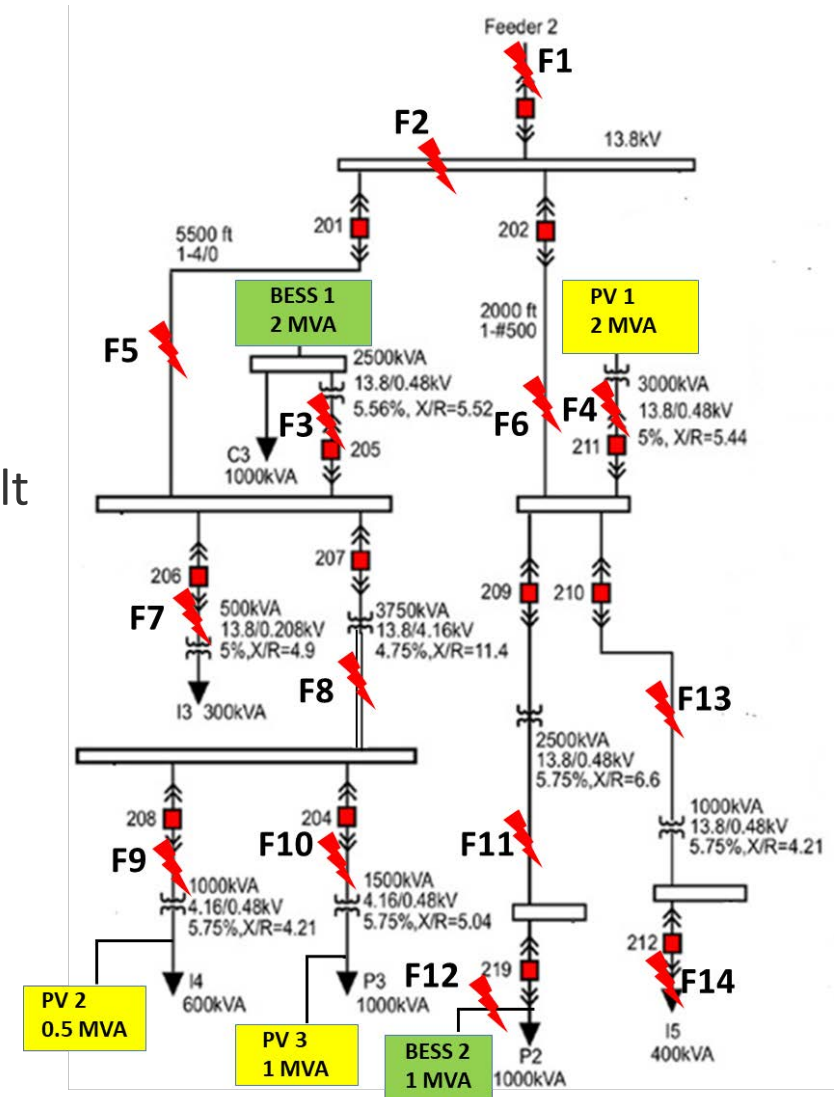 Feeder 2
F1
F2
13.8kV
201
202
5500 ft
1-4/0
BESS 1
2 MVA
2000 ft
1-#500
PV 1
2 MVA
F5
2500kVA
13.8/0.48kV
5.56%, X/R=5.52
3000kVA
13.8/0.48kV
5%, X/R=5.44
F3
F6
F4
205
211
C3
1000kVA
lt
206
207
209
210
F7
500kVA
13.8/0.208kV
5%,X/R=4.9
3750kVA
13.8/4.16kV
4.75%,X/R=11.4
F8
F13
I3 300kVA
2500kVA
13.8/0.48kV
5.75%,X/R=6.6
208
204
1000kVA
13.8/0.48kV
5.75%,X/R=4.21
F9
F10
F11
1000kVA
4.16/0.48kV
5.75%,X/R=4.21
1500kVA
4.16/0.48kV
5.75%,X/R=5.04
212
F12
219
F14
I4
600kVA
P3
1000kVA
PV 2
0.5 MVA
PV 3
1 MVA
BESS 2
1 MVA
P2
1000kVA
I5
400kVA